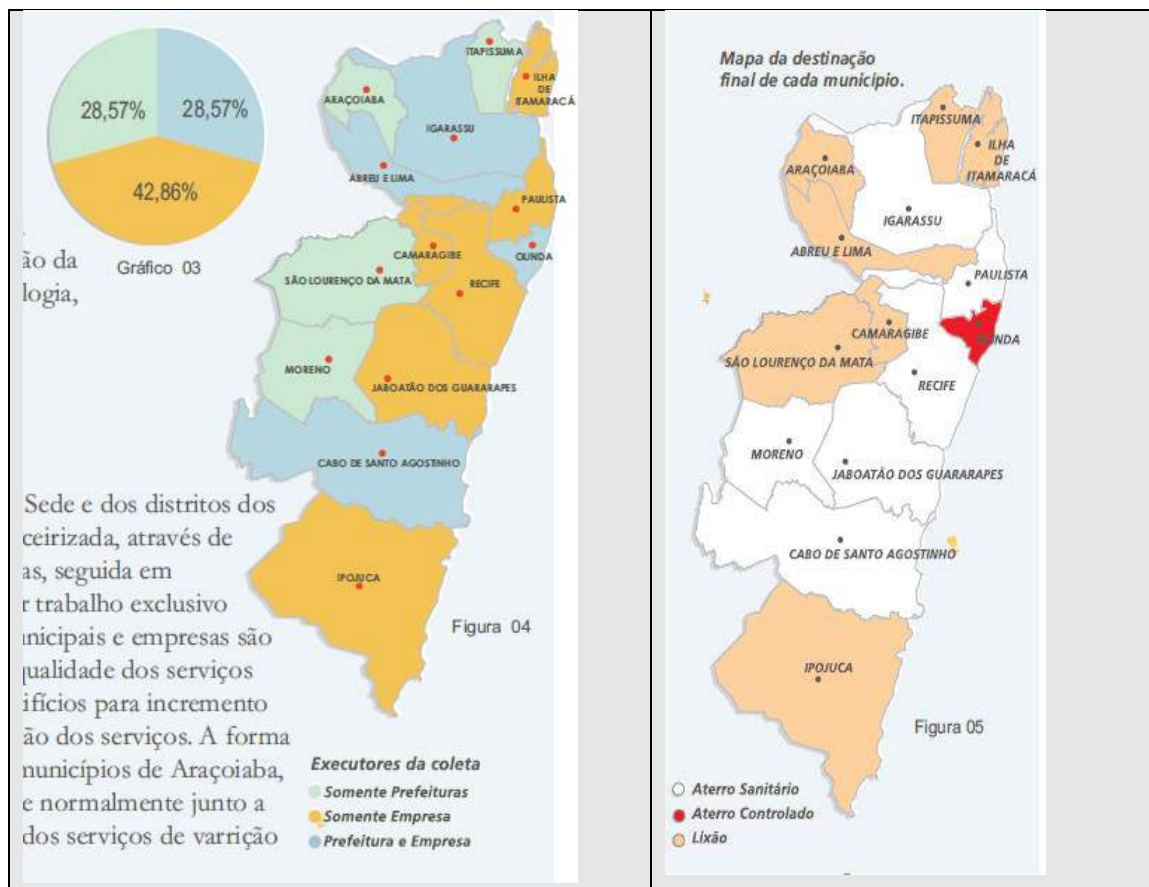 28,57%
28,57%
42,86%
Gráfico 03
ão da
logia,
ITAPISSUMA
ILHA
DE
ITAMARACÁ
ARAÇOIABA
IGARASSU
ABREU E LIMA
PAULISTA
OLINDA
CAMARAGIBE
SÃO LOURENÇO DA MATA
RECIFE
MORENO
JABOATÃO DOS GUARARAPES
CABO DE SANTO AGOSTINHO
IPOJUCA
Figura 04
Sede e dos distritos dos
ceirizada, através de
as, seguida em
r trabalho exclusivo
nicipais e empresas são
qualidade dos serviços
ifícios para incremento
ão dos serviços. A forma
municípios de Araçoiaba,
e normalmente junto a
dos serviços de varrição
Executores da coleta
Somente Prefeituras
Somente Empresa
Prefeitura e Empresa
Mapa da destinação
final de cada município.
ITAPISSUMA
ILHA
DE
ITAMARACÁ
ARAÇOIABA
IGARASSU
ABREU E LIMA
PAULISTA
OLINDA
CAMARAGIBE
SÃO LOURENÇO DA MATA
RECIFE
MORENO
JABOATÃO DOS GUARARAPES
CABO DE SANTO AGOSTINHO
IPOJUCA
Figura 05
Aterro Sanitário
Aterro Controlado
Lixão